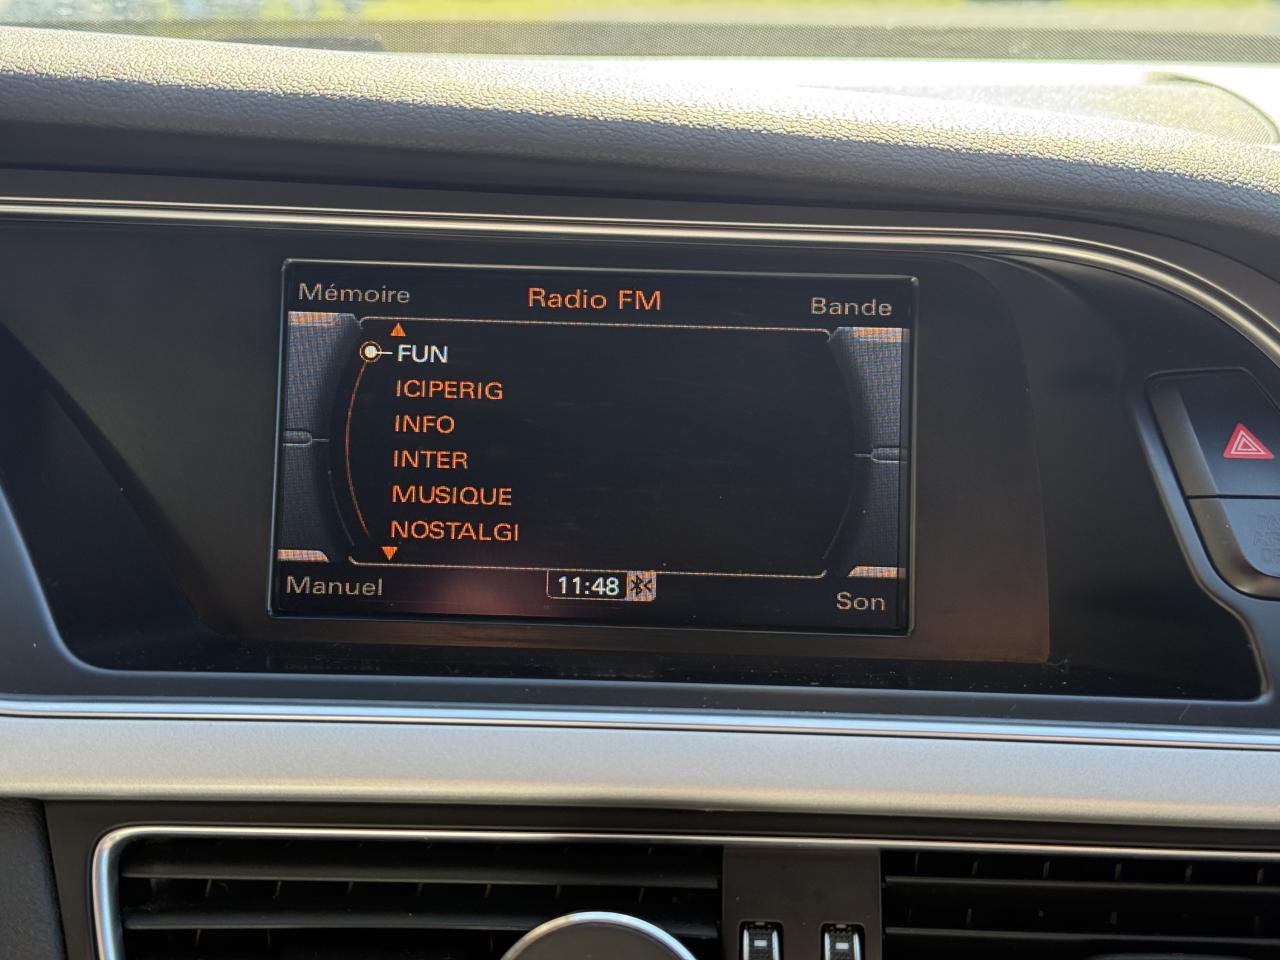 Mémoire Radio FM Bande
FUN
ICIPERIG
INFO
INTER
MUSIQUE
NOSTALGI
Manuel 11:48 Son